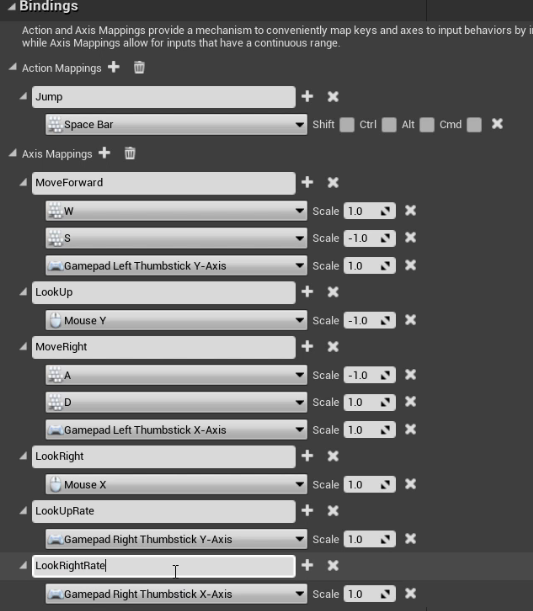 Bindings
Action and Axis Mappings provide a mechanism to conveniently map keys and axes to input behaviors by i
while Axis Mappings allow for inputs that have a continuous range.
Action Mappings
Jump
Space Bar Shift Ctrl Alt Cmd
Axis Mappings
MoveForward
W Scale 1.0
S Scale -1.0
Gamepad Left Thumbstick Y-Axis Scale 1.0
LookUp
Mouse Y Scale -1.0
MoveRight
A Scale -1.0
D Scale 1.0
Gamepad Left Thumbstick X-Axis Scale 1.0
LookRight
Mouse X Scale 1.0
LookUpRate
Gamepad Right Thumbstick Y-Axis Scale 1.0
LookRightRate
Gamepad Right Thumbstick X-Axis Scale 1.0